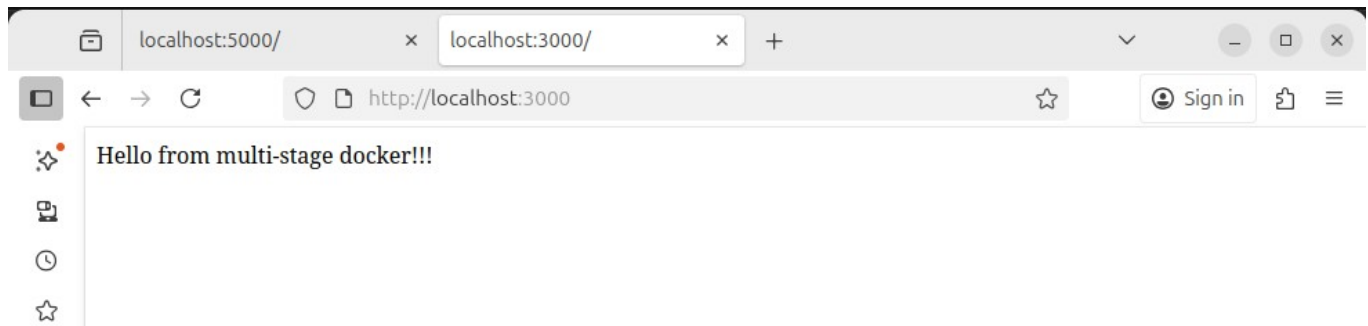 localhost:5000/ localhost:3000/
http://localhost:3000 Sign in
Hello from multi-stage docker!!!